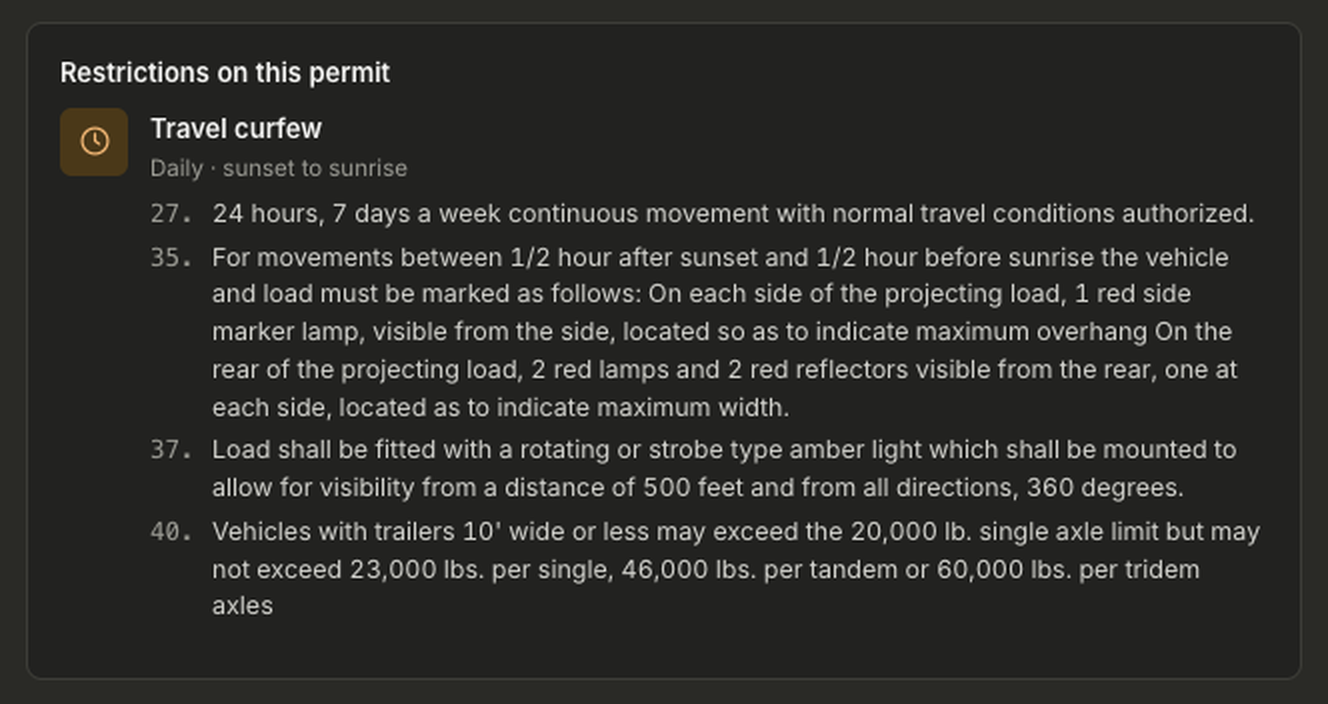 Restrictions on this permit
Travel curfew
Daily · sunset to sunrise
27. 24 hours, 7 days a week continuous movement with normal travel conditions authorized.
35. For movements between 1/2 hour after sunset and 1/2 hour before sunrise the vehicle
and load must be marked as follows: On each side of the projecting load, 1 red side
marker lamp, visible from the side, located so as to indicate maximum overhang On the
rear of the projecting load, 2 red lamps and 2 red reflectors visible from the rear, one at
each side, located as to indicate maximum width.
37. Load shall be fitted with a rotating or strobe type amber light which shall be mounted to
allow for visibility from a distance of 500 feet and from all directions, 360 degrees.
40. Vehicles with trailers 10' wide or less may exceed the 20,000 lb. single axle limit but may
not exceed 23,000 lbs. per single, 46,000 lbs. per tandem or 60,000 lbs. per tridem
axles